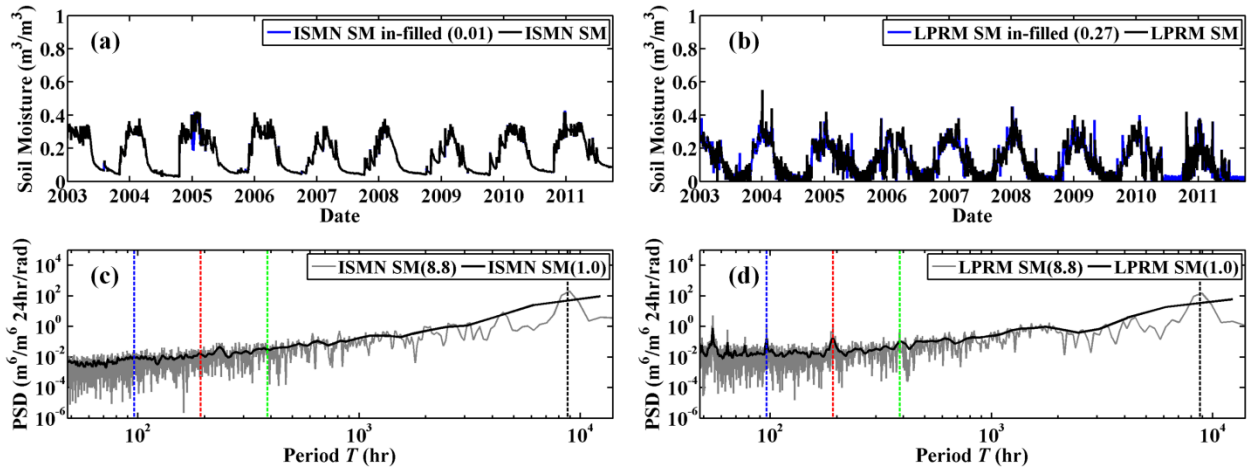 (a)
ISMN SM in-filled (0.01) ISMN SM
Soil Moisture (m³/m³)
1
0.8
0.6
0.4
0.2
0
2003 2004 2005 2006 2007 2008 2009 2010 2011
Date
(b)
LPRM SM in-filled (0.27) LPRM SM
Soil Moisture (m³/m³)
1
0.8
0.6
0.4
0.2
0
2003 2004 2005 2006 2007 2008 2009 2010 2011
Date
(c)
ISMN SM(8.8) ISMN SM(1.0)
PSD (m⁶/m⁶ 24hr/rad)
10⁴
10²
10⁰
10⁻²
10⁻⁴
10⁻⁶
10² 10³ 10⁴
Period T (hr)
(d)
LPRM SM(8.8) LPRM SM(1.0)
PSD (m⁶/m⁶ 24hr/rad)
10⁴
10²
10⁰
10⁻²
10⁻⁴
10⁻⁶
10² 10³ 10⁴
Period T (hr)